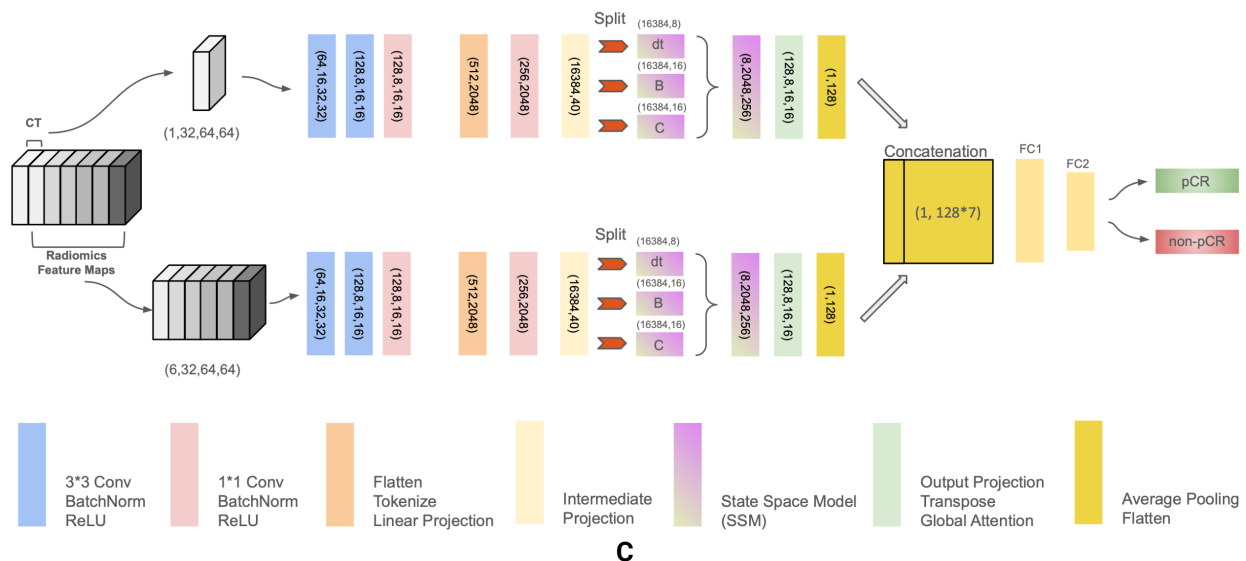 CT
(1,32,64,64)
Radiomics
Feature Maps
(6,32,64,64)
(64,16,32,32)
(128,8,16,16)
(128,8,16,16)
(512,2048)
(256,2048)
(16384,40)
Split
(16384,8)
dt
(16384,16)
B
(16384,16)
C
(8,2048,256)
(128,8,16,16)
(1,128)
(64,16,32,32)
(128,8,16,16)
(128,8,16,16)
(512,2048)
(256,2048)
(16384,40)
Split
(16384,8)
dt
(16384,16)
B
(16384,16)
C
(8,2048,256)
(128,8,16,16)
(1,128)
Concatenation
(1, 128*7)
FC1
FC2
pCR
non-pCR
3*3 Conv
BatchNorm
ReLU
1*1 Conv
BatchNorm
ReLU
Flatten
Tokenize
Linear Projection
Intermediate
Projection
State Space Model
(SSM)
Output Projection
Transpose
Global Attention
Average Pooling
Flatten
C